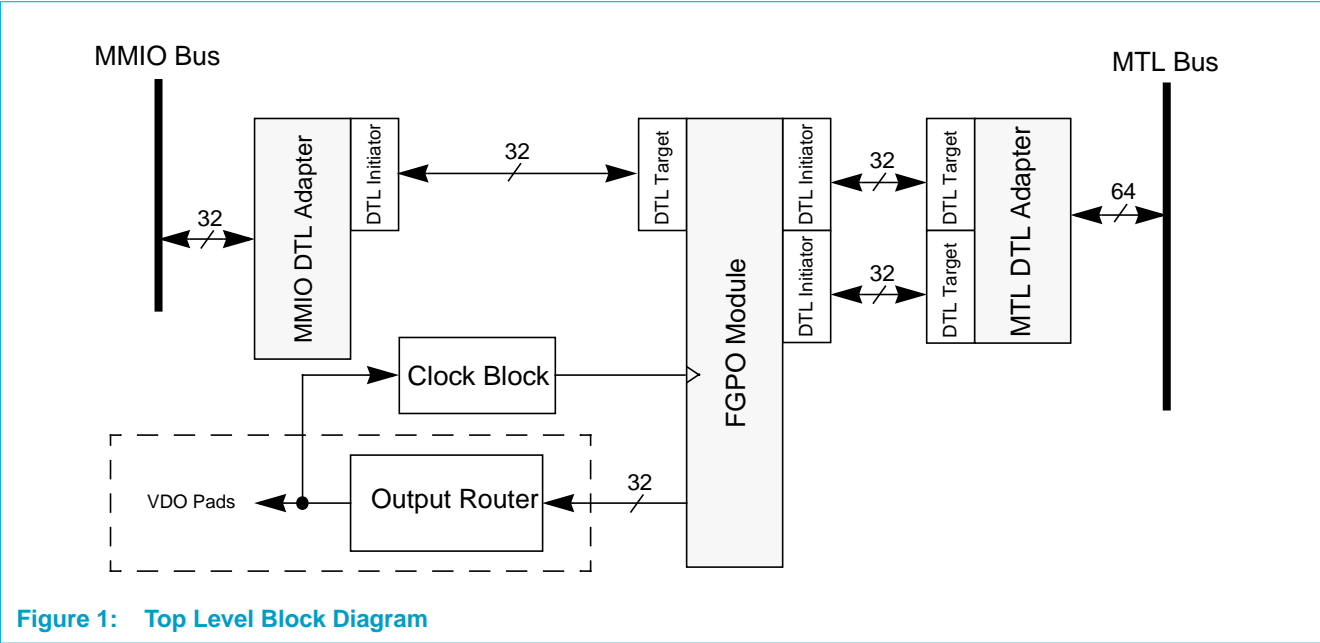 MMIO Bus
MTL Bus
MMIO DTL Adapter
DTL Initiator
32
32
DTL Target
FGPO Module
DTL Initiator
DTL Initiator
32
32
DTL Target
DTL Target
MTL DTL Adapter
64
Clock Block
VDO Pads
Output Router
32
Figure 1: Top Level Block Diagram